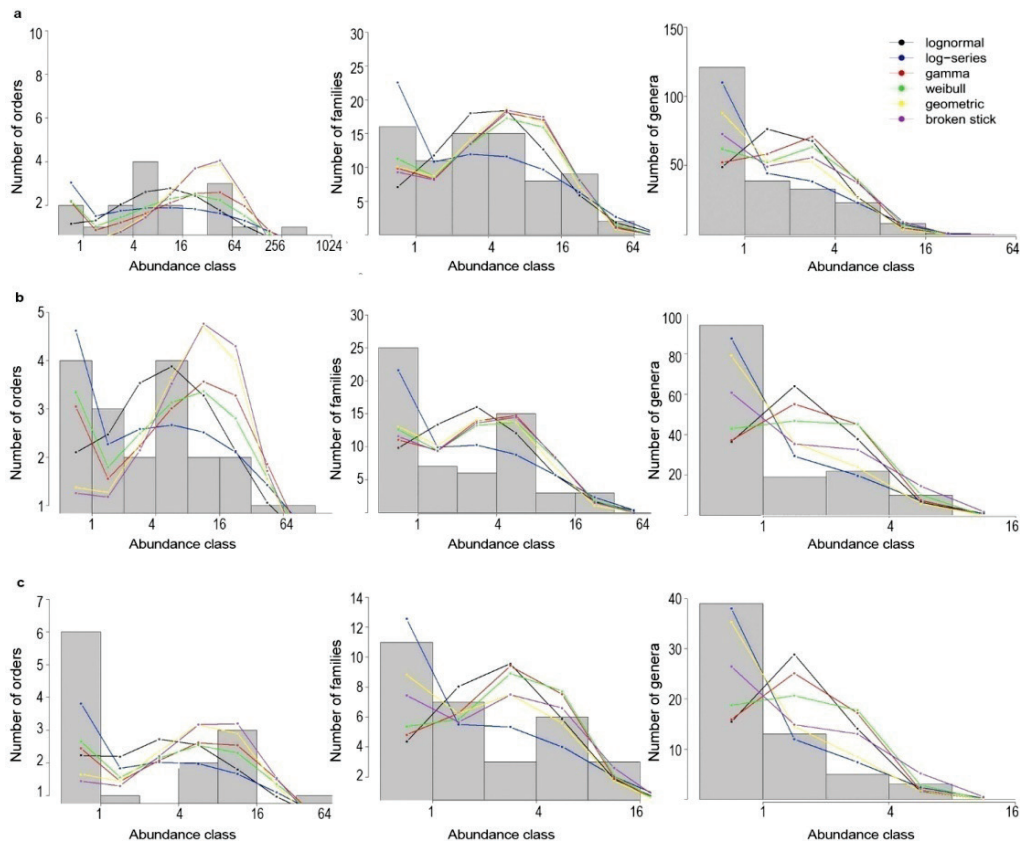 a
Number of orders
10
8
6
4
2
1 4 16 64 256 1024
Abundance class
Number of families
30
25
20
15
10
5
1 4 16 64
Abundance class
Number of genera
150
100
50
1 4 16 64
Abundance class
lognormal
log−series
gamma
weibull
geometric
broken stick
b
Number of orders
5
4
3
2
1
1 4 16 64
Abundance class
Number of families
30
25
20
15
10
5
1 4 16 64
Abundance class
Number of genera
100
80
60
40
20
1 4 16
Abundance class
c
Number of orders
7
6
5
4
3
2
1
1 4 16 64
Abundance class
Number of families
14
12
10
8
6
4
2
1 4 16
Abundance class
Number of genera
40
30
20
10
1 4 16
Abundance class